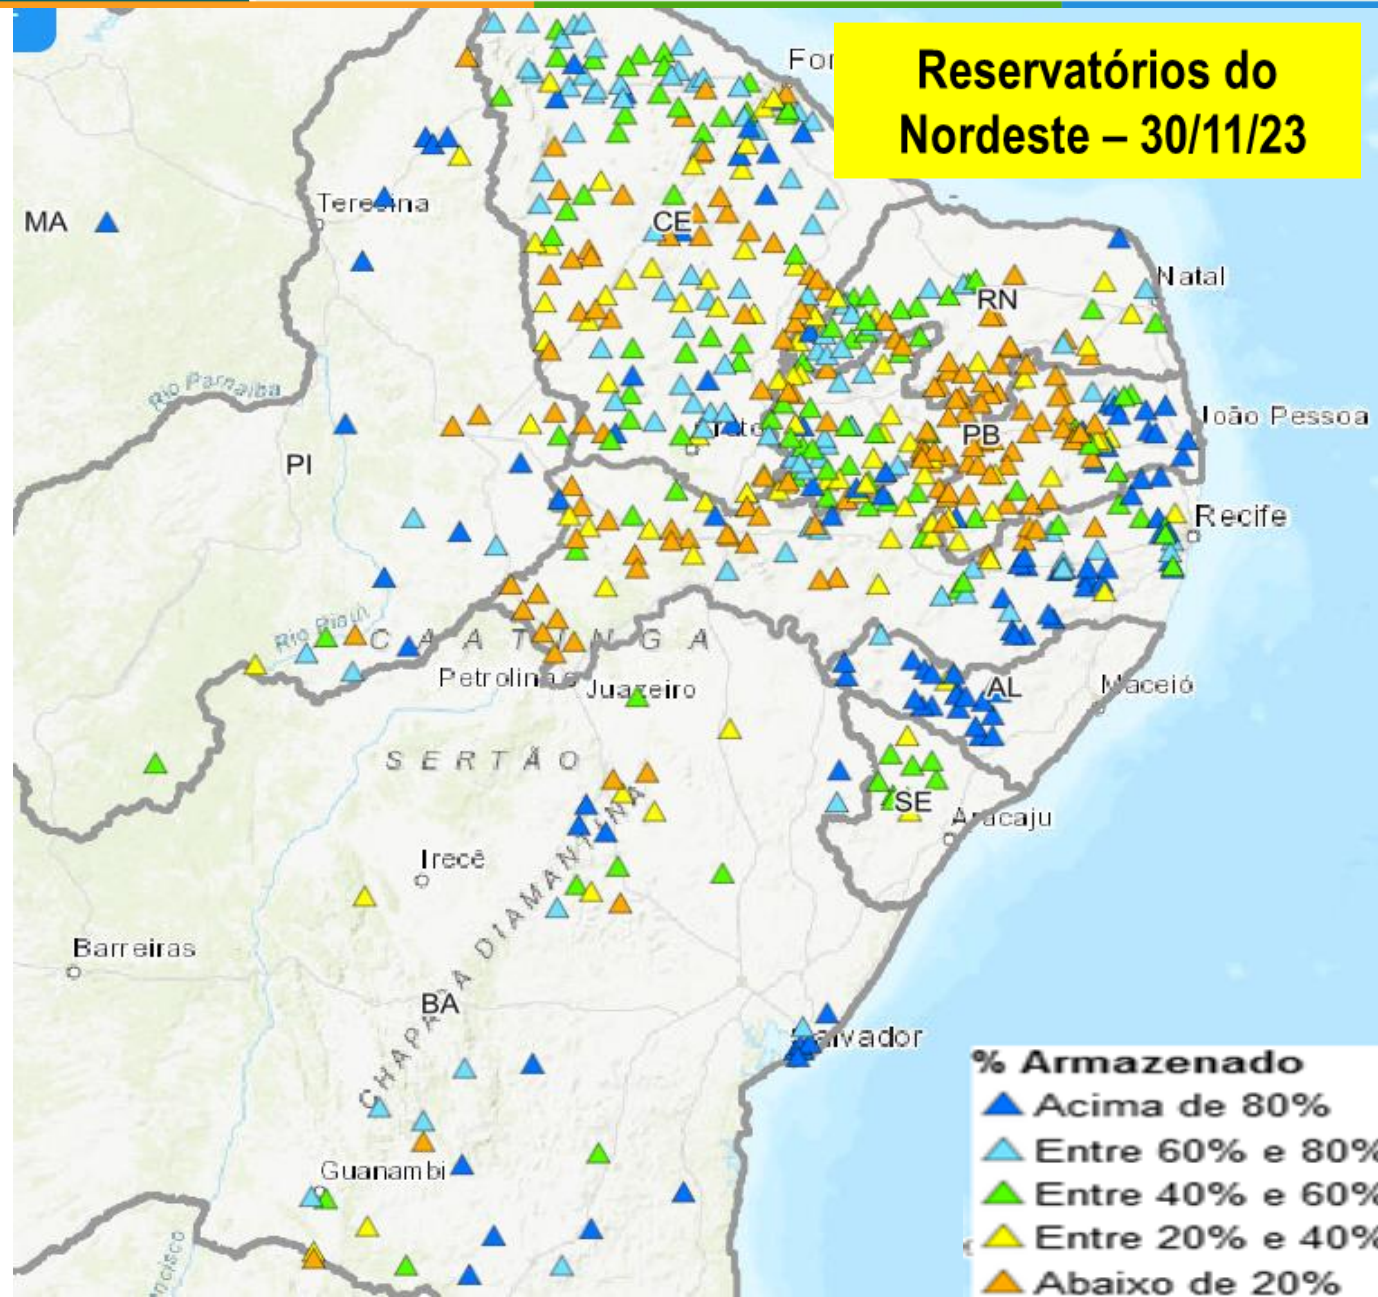 Reservatórios do
Nordeste – 30/11/23
MA
Teresina
CE
Natal
RN
Rio Parnaíba
João Pessoa
PB
PI
Recife
Rio Piauí
CAATINGA
Petrolina
Juazeiro
AL
Maceió
SERTÃO
SE
Aracaju
Irecê
CHAPADA DIAMANTINA
Barreiras
BA
Salvador
Guanambi
% Armazenado
Acima de 80%
Entre 60% e 80%
Entre 40% e 60%
Entre 20% e 40%
Abaixo de 20%